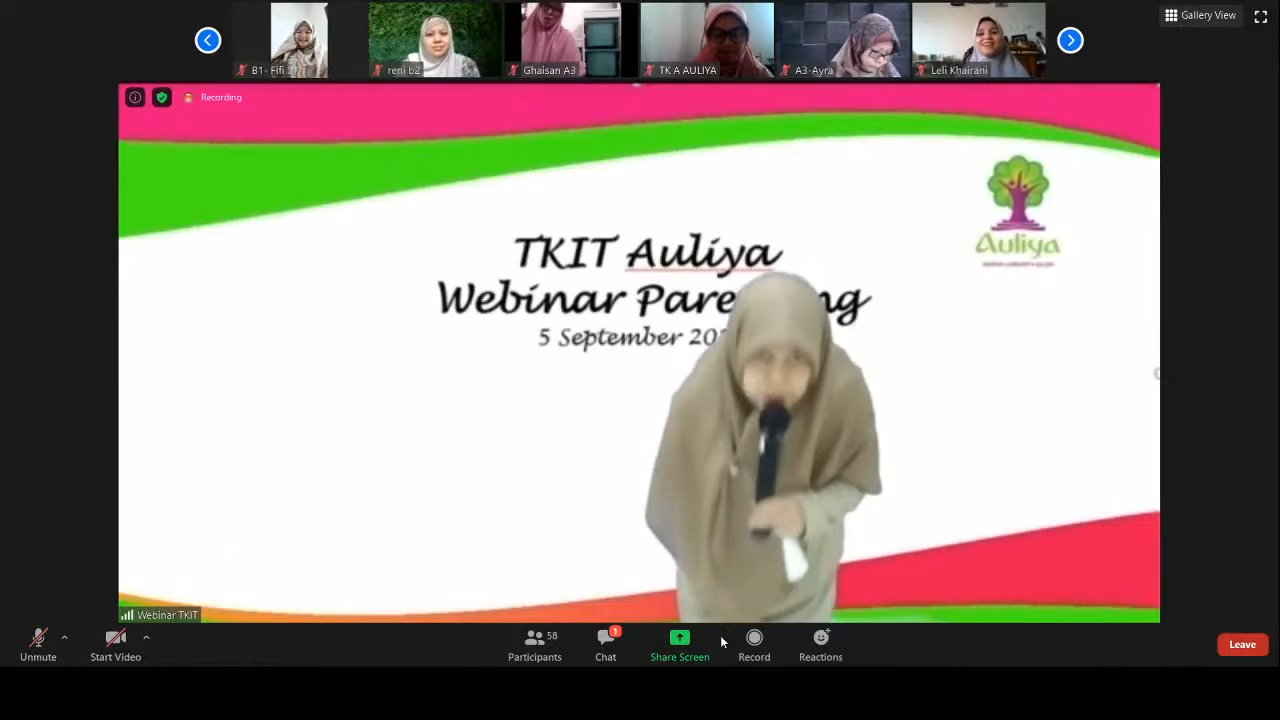 Gallery View
B1- Fifi
reni b2
Ghaisan A3
TK A AULIYA
A3-Ayra
Leli Khairani
Recording
Auliya
TKIT Auliya
Webinar Pare ng
5 September 20
Webinar TKIT
Unmute
Start Video
Participants
58
Chat
1
Share Screen
Record
Reactions
Leave